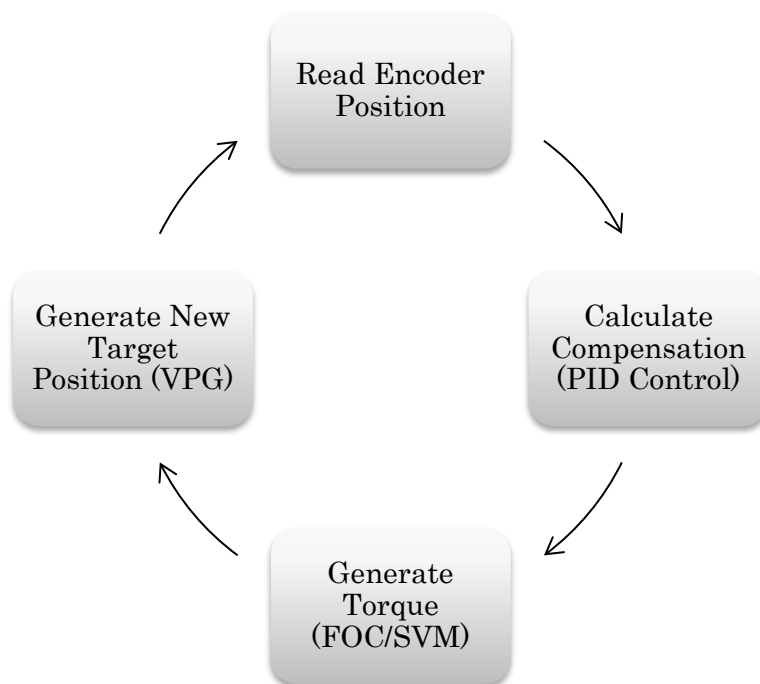 Read Encoder
Position
Calculate
Compensation
(PID Control)
Generate
Torque
(FOC/SVM)
Generate New
Target
Position (VPG)